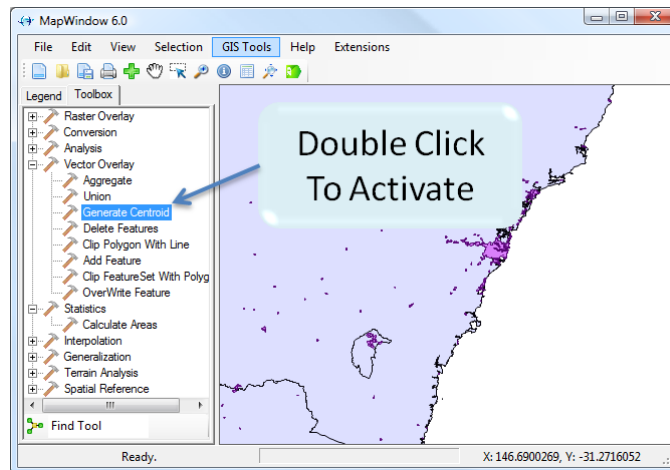 MapWindow 6.0
File Edit View Selection GIS Tools Help Extensions
Legend Toolbox
Raster Overlay
Conversion
Analysis
Vector Overlay
Aggregate
Union
Generate Centroid
Delete Features
Clip Polygon With Line
Add Feature
Clip FeatureSet With Polyg
OverWrite Feature
Statistics
Calculate Areas
Interpolation
Generalization
Terrain Analysis
Spatial Reference
Find Tool
Double Click
To Activate
Ready.
X: 146.6900269, Y: -31.2716052